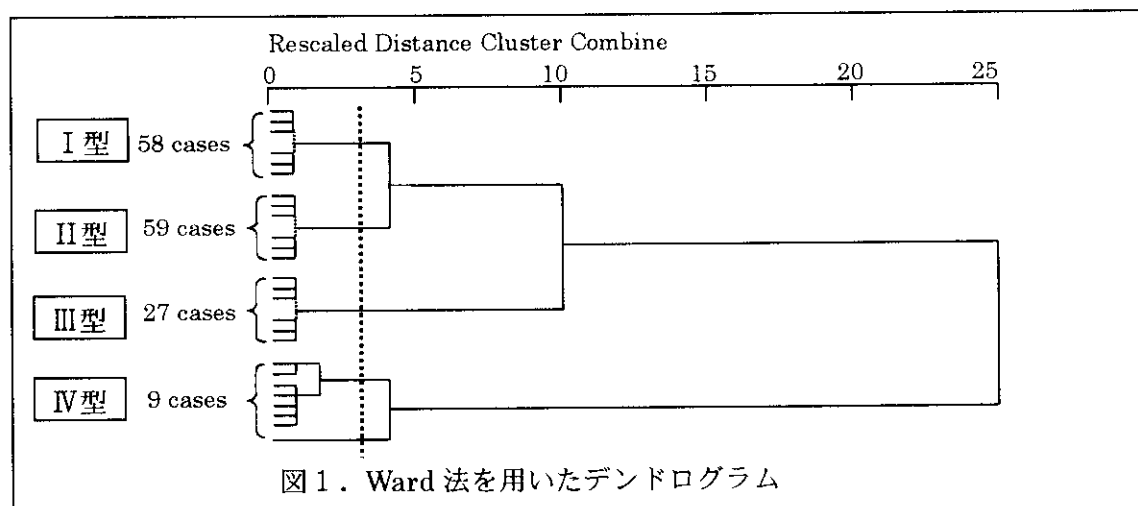 Rescaled Distance Cluster Combine
0 5 10 15 20 25
Ⅰ型 58 cases
Ⅱ型 59 cases
Ⅲ型 27 cases
Ⅳ型 9 cases
図1. Ward 法を用いたデンドログラム